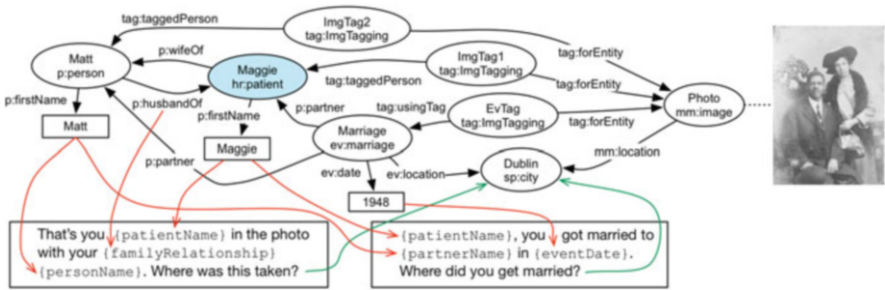 tag:taggedPerson
ImgTag2
tag:ImgTagging
Matt
p:person
p:wifeOf
Maggie
hr:patient
ImgTag1
tag:ImgTagging
tag:forEntity
tag:taggedPerson
tag:forEntity
Photo
mm:image
p:firstName
p:husbandOf
p:firstName
p:partner
tag:usingTag
EvTag
tag:ImgTagging
tag:forEntity
Matt
Maggie
Marriage
ev:marriage
p:partner
ev:date
ev:location
Dublin
sp:city
mm:location
1948
That's you {patientName} in the photo
with your {familyRelationship}
{personName}. Where was this taken?
{patientName}, you got married to
{partnerName} in {eventDate}.
Where did you get married?